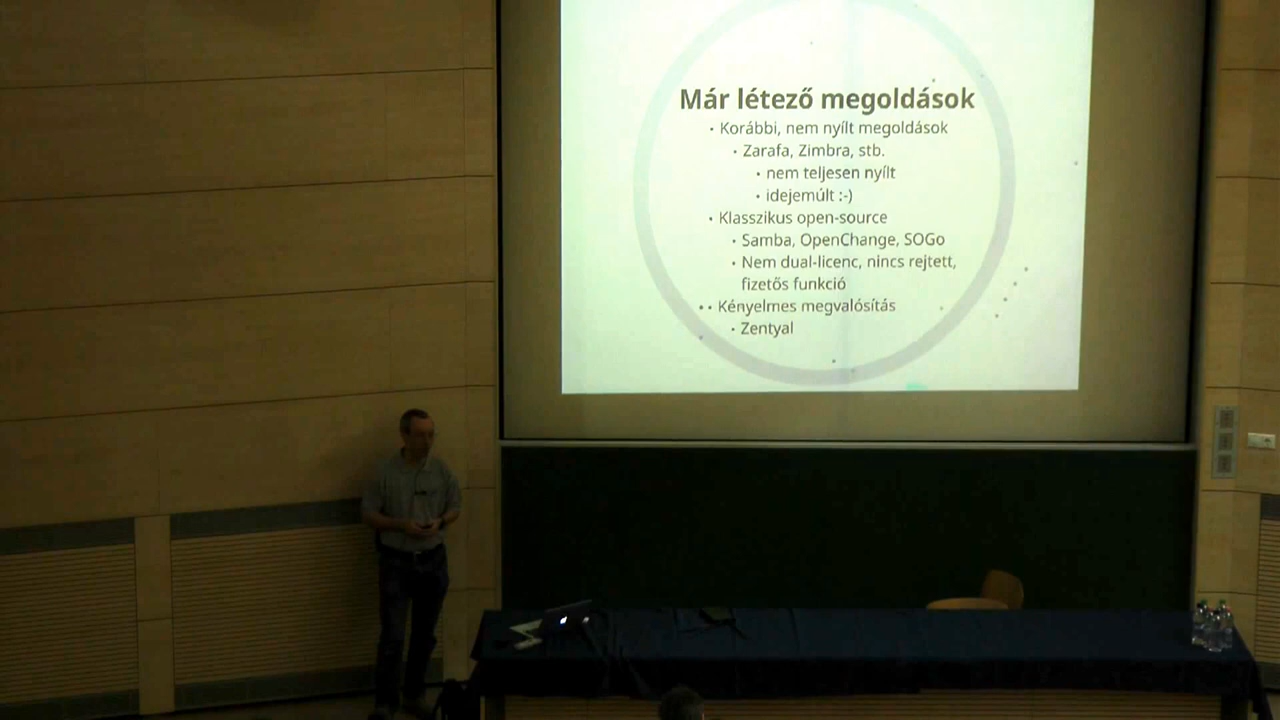 Már létező megoldások
• Korábbi, nem nyílt megoldások
• Zarafa, Zimbra, stb.
• nem teljesen nyílt
• idejemúlt :-)
• Klasszikus open-source
• Samba, OpenChange, SOGo
• Nem dual-licenc, nincs rejtett,
fizetős funkció
• Kényelmes megvalósítás
• Zentyal